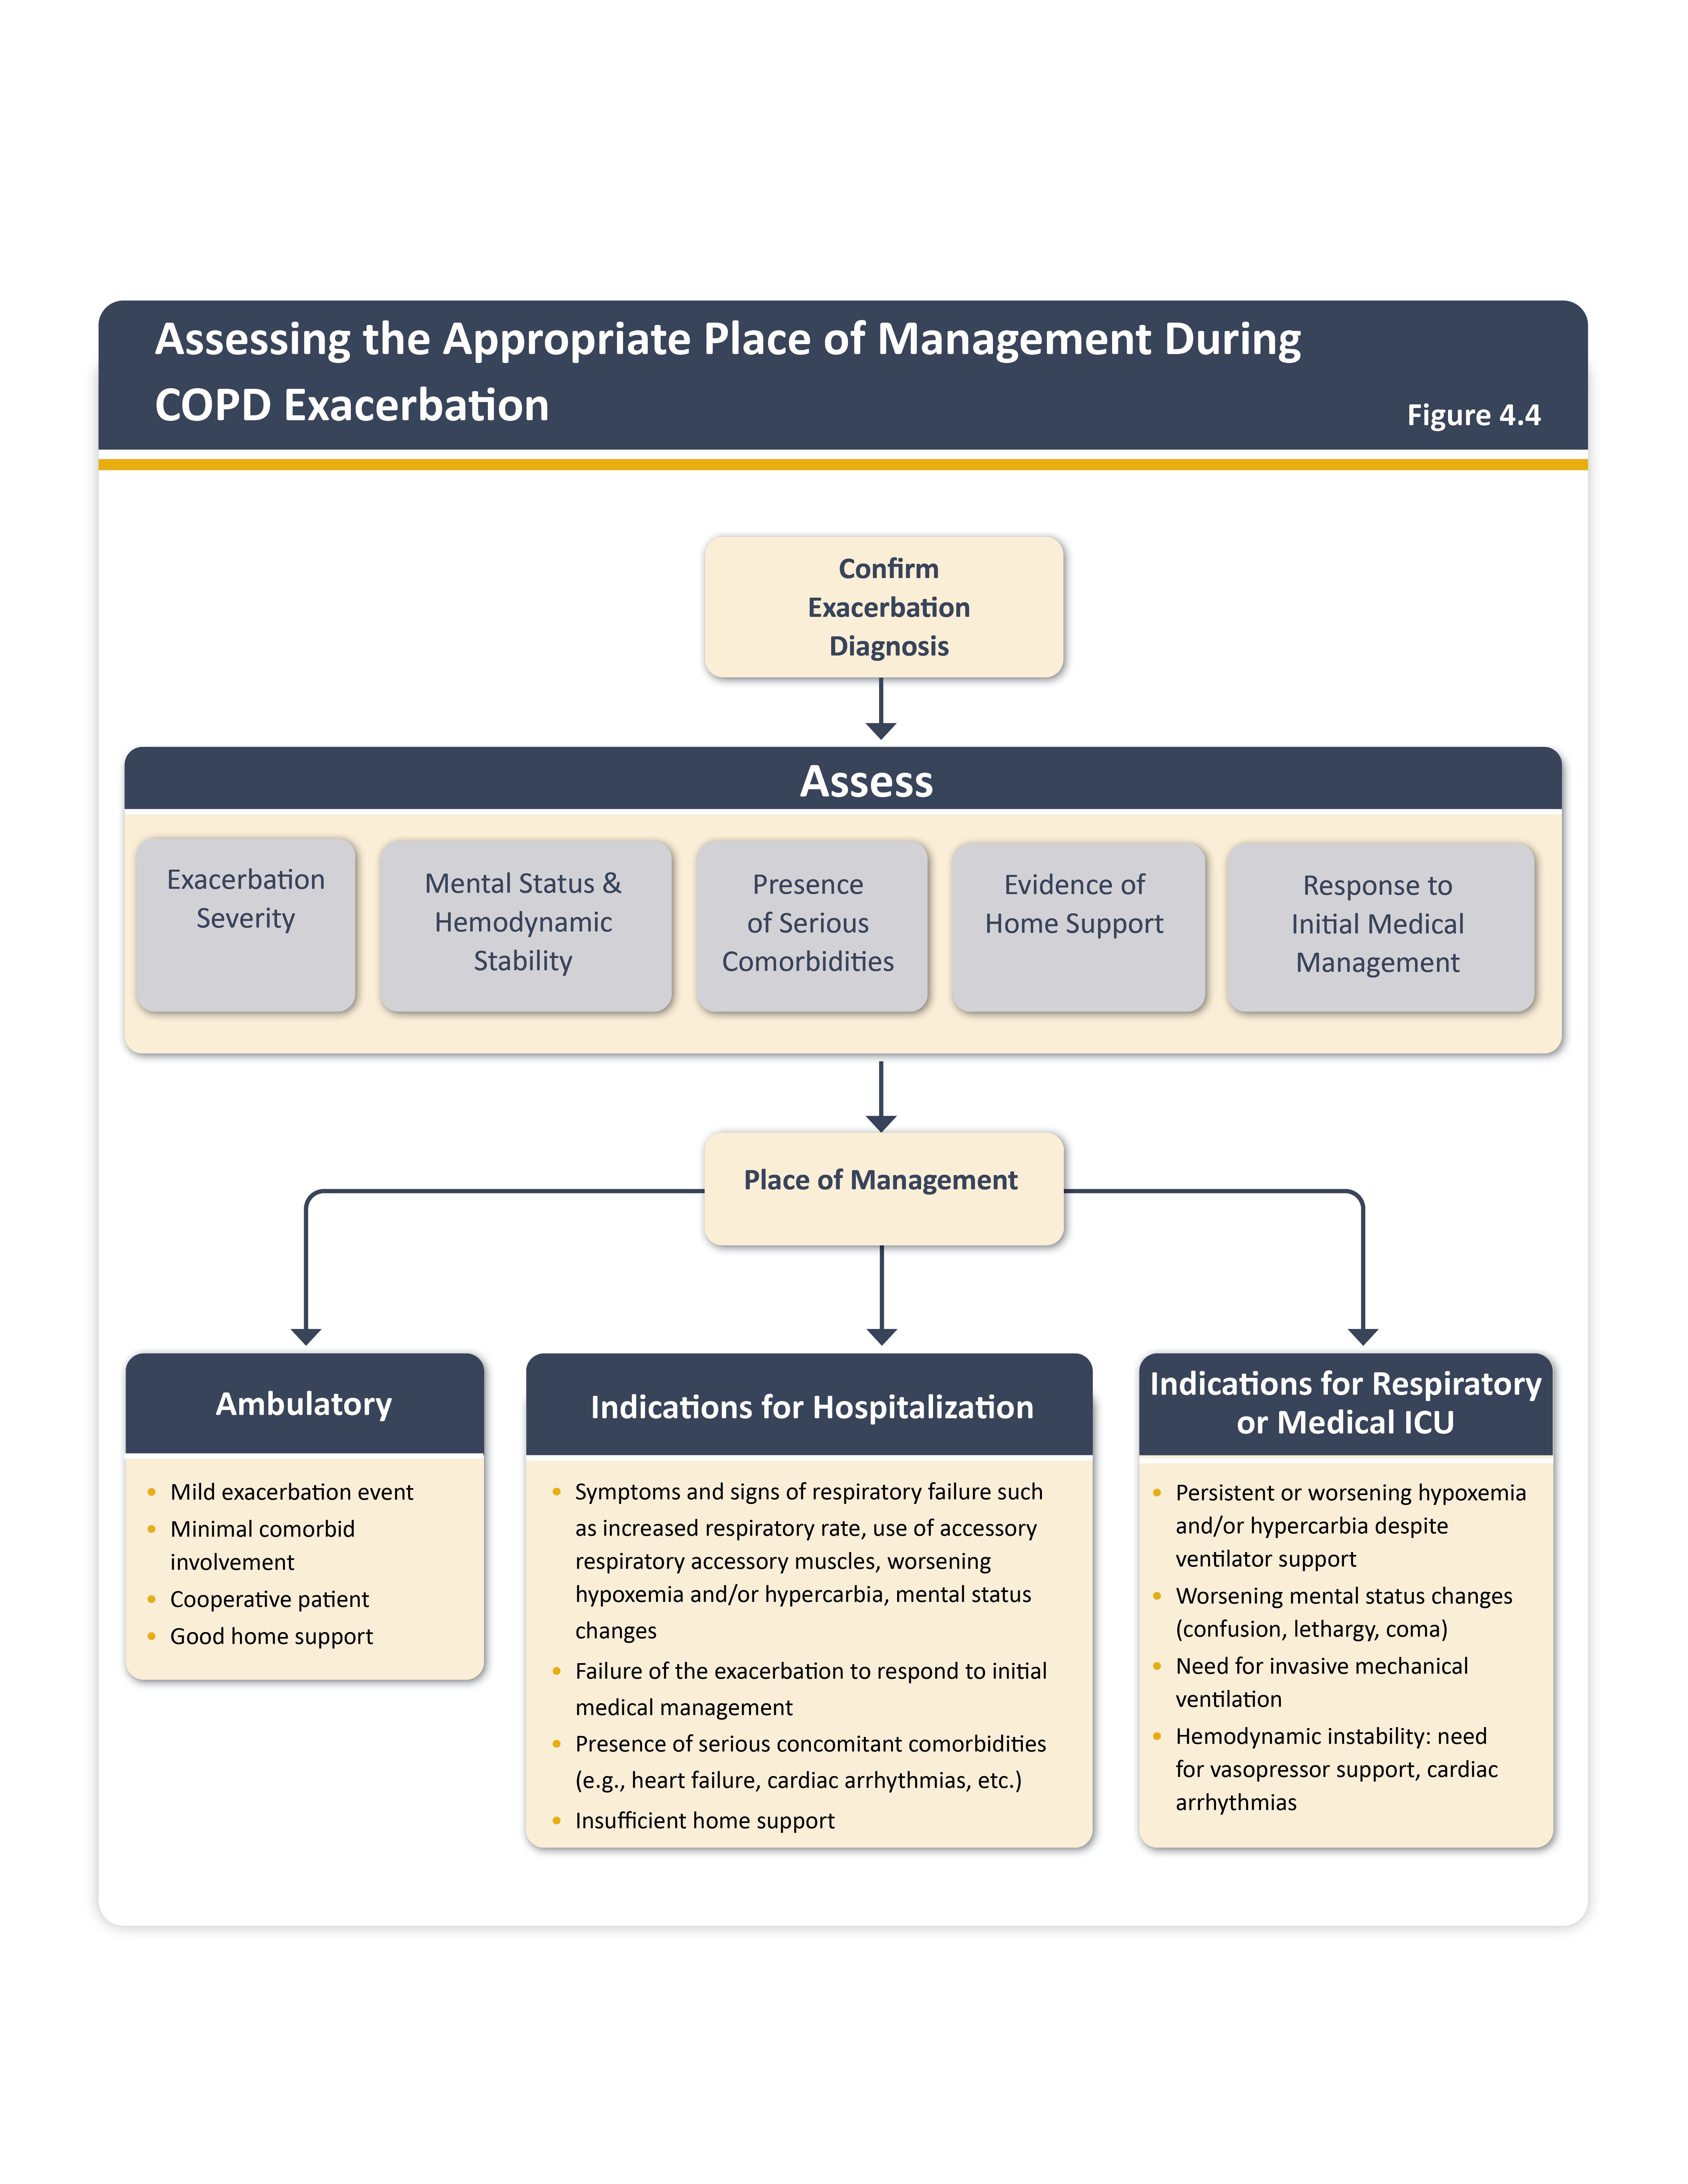 Assessing the Appropriate Place of Management During
COPD Exacerbation
Figure 4.4
Confirm
Exacerbation
Diagnosis
Assess
Exacerbation
Severity
Mental Status &
Hemodynamic
Stability
Presence
of Serious
Comorbidities
Evidence of
Home Support
Response to
Initial Medical
Management
Place of Management
Ambulatory
• Mild exacerbation event
• Minimal comorbid
involvement
• Cooperative patient
• Good home support
Indications for Hospitalization
• Symptoms and signs of respiratory failure such
as increased respiratory rate, use of accessory
respiratory accessory muscles, worsening
hypoxemia and/or hypercarbia, mental status
changes
• Failure of the exacerbation to respond to initial
medical management
• Presence of serious concomitant comorbidities
(e.g., heart failure, cardiac arrhythmias, etc.)
• Insufficient home support
Indications for Respiratory
or Medical ICU
• Persistent or worsening hypoxemia
and/or hypercarbia despite
ventilator support
• Worsening mental status changes
(confusion, lethargy, coma)
• Need for invasive mechanical
ventilation
• Hemodynamic instability: need
for vasopressor support, cardiac
arrhythmias